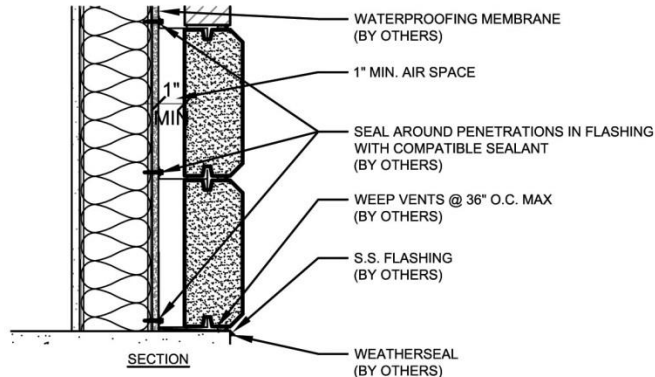 WATERPROOFING MEMBRANE
(BY OTHERS)
1" MIN. AIR SPACE
1"
MIN
SEAL AROUND PENETRATIONS IN FLASHING
WITH COMPATIBLE SEALANT
(BY OTHERS)
WEEP VENTS @ 36" O.C. MAX
(BY OTHERS)
S.S. FLASHING
(BY OTHERS)
WEATHERSEAL
(BY OTHERS)
SECTION